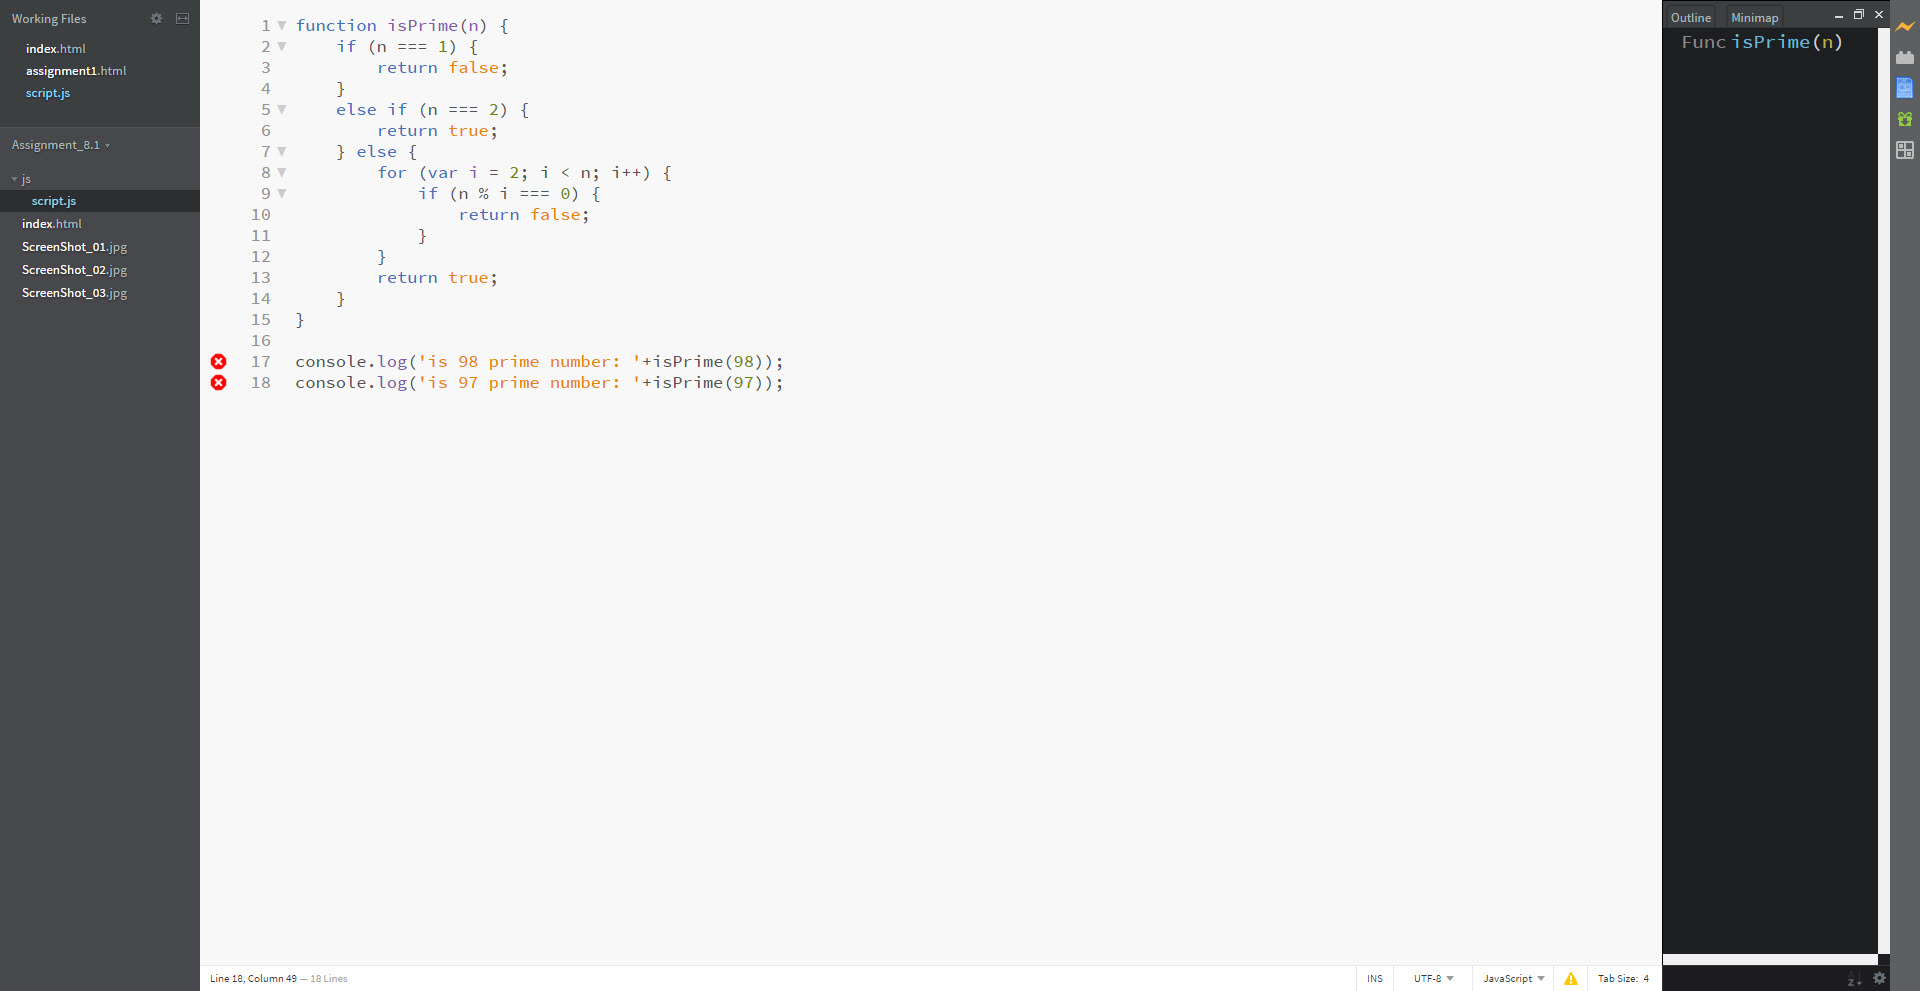 Working Files
index.html
assignment1.html
script.js
Assignment_8.1
js
script.js
index.html
ScreenShot_01.jpg
ScreenShot_02.jpg
ScreenShot_03.jpg
1 function isPrime(n) {
2     if (n === 1) {
3         return false;
4     }
5     else if (n === 2) {
6         return true;
7     } else {
8         for (var i = 2; i < n; i++) {
9             if (n % i === 0) {
10                 return false;
11             }
12         }
13         return true;
14     }
15 }
16
17 console.log('is 98 prime number: '+isPrime(98));
18 console.log('is 97 prime number: '+isPrime(97));
Line 18, Column 49 — 18 Lines
INS UTF-8 JavaScript Tab Size: 4
Outline Minimap
Func isPrime(n)